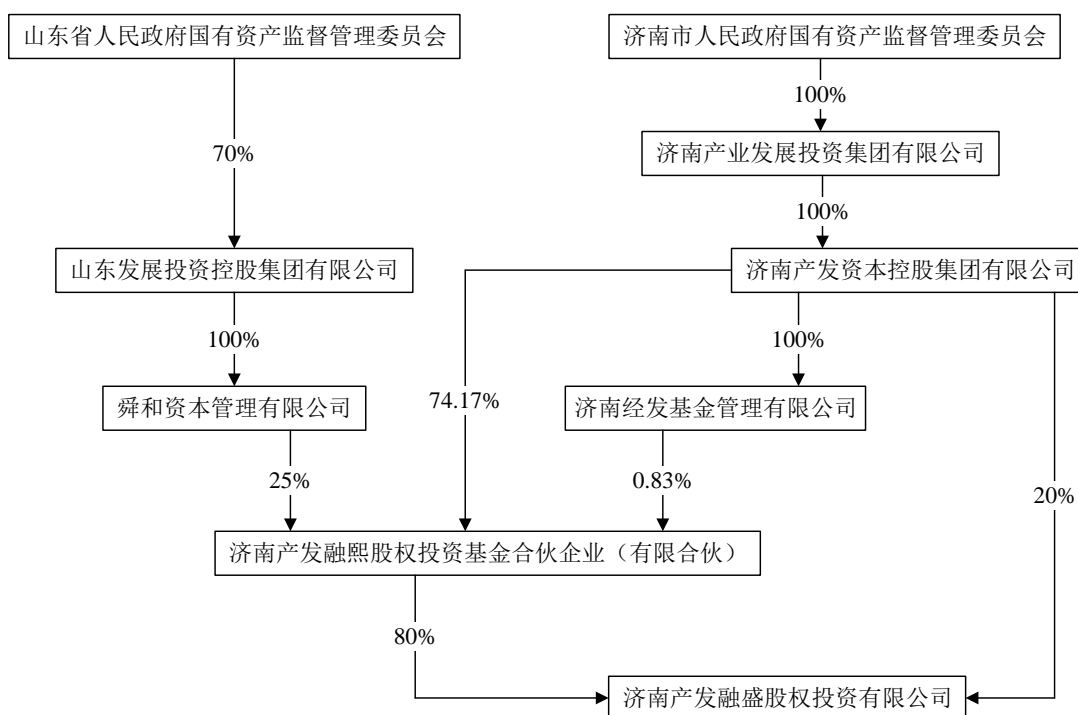 山东省人民政府国有资产监督管理委员会
济南市人民政府国有资产监督管理委员会
100%
70%
济南产业发展投资集团有限公司
100%
山东发展投资控股集团有限公司
济南产发资本控股集团有限公司
100%
100%
舜和资本管理有限公司
74.17%
济南经发基金管理有限公司
25%
0.83%
20%
济南产发融熙股权投资基金合伙企业（有限合伙）
80%
济南产发融盛股权投资有限公司